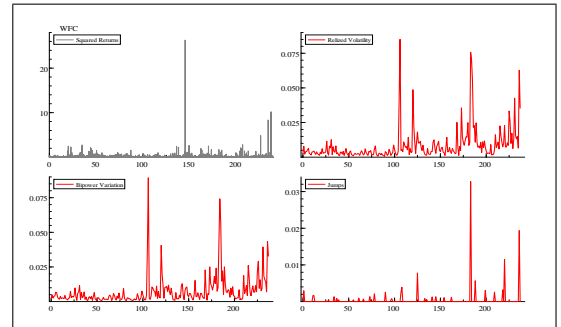 WFC
Squared Returns
20
10
0 50 100 150 200
Relized Volatility
0.075
0.050
0.025
0 50 100 150 200
Bipower Variation
0.075
0.050
0.025
0 50 100 150 200
Jumps
0.03
0.02
0.01
0 50 100 150 200